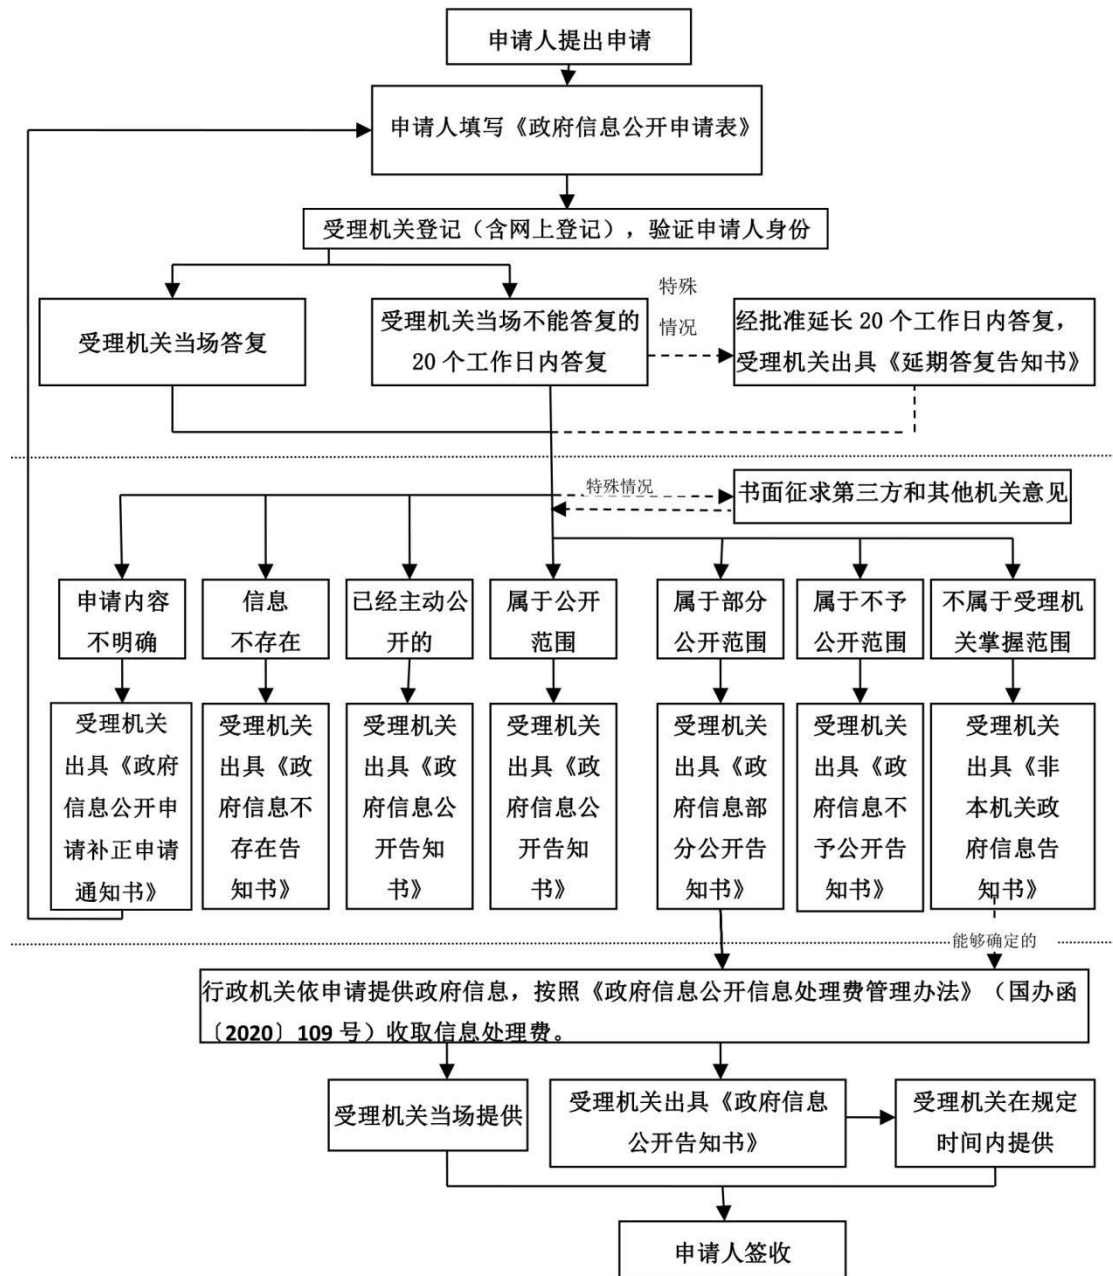 申请人提出申请
申请人填写《政府信息公开申请表》
受理机关登记（含网上登记），验证申请人身份
受理机关当场答复
受理机关当场不能答复的
20 个工作日内答复
特殊
情况
经批准延长 20 个工作日内答复，
受理机关出具《延期答复告知书》
特殊情况
书面征求第三方和其他机关意见
申请内容
不明确
信息
不存在
已经主动公
开的
属于公开
范围
属于部分
公开范围
属于不予
公开范围
不属于受理机
关掌握范围
受理机关
出具《政府
信息公开申
请补正申请
通知书》
受理机关
出具《政
府信息不
存在告
知书》
受理机关
出具《政
府信息公
开告知
书》
受理机关
出具《政
府信息公
开告知
书》
受理机关
出具《政
府信息部
分公开告
知书》
受理机关
出具《政
府信息不
予公开告
知书》
受理机关
出具《非
本机关政
府信息告
知书》
能够确定的
行政机关依申请提供政府信息，按照《政府信息公开信息处理费管理办法》（国办函
〔2020〕109 号）收取信息处理费。
受理机关当场提供
受理机关出具《政府信息
公开告知书》
受理机关在规定
时间内提供
申请人签收